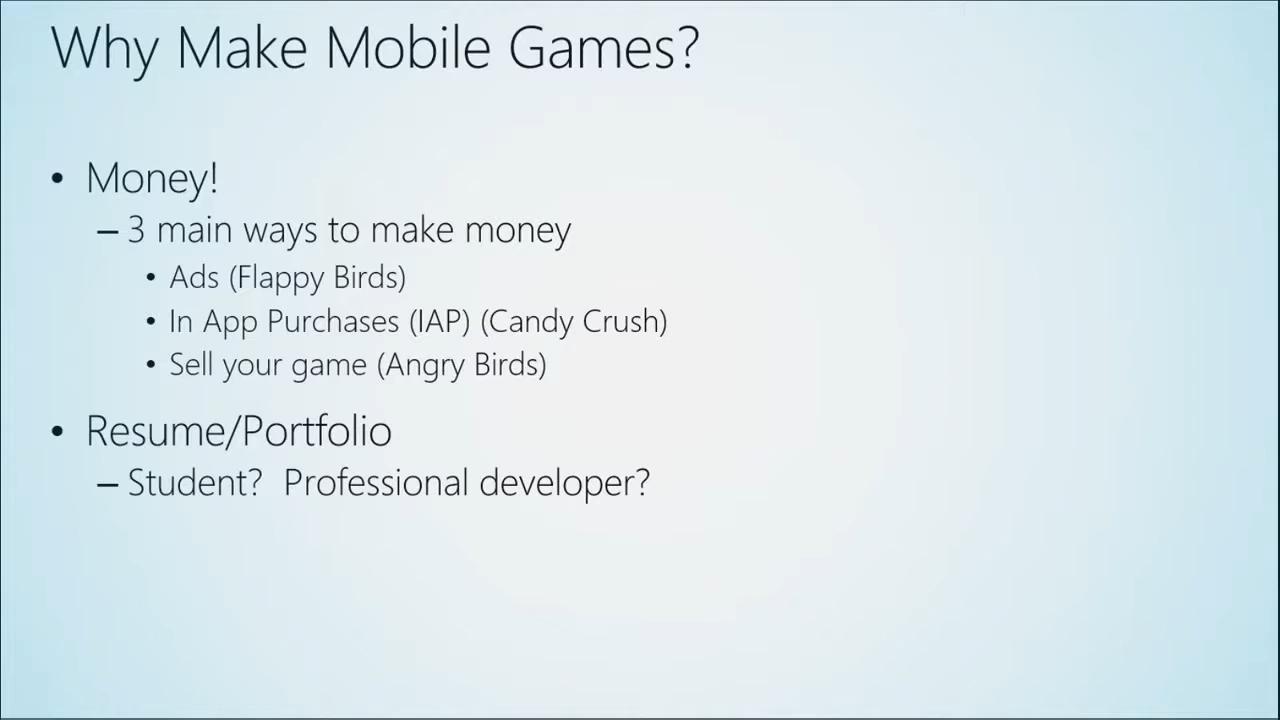 Why Make Mobile Games?
• Money!
– 3 main ways to make money
• Ads (Flappy Birds)
• In App Purchases (IAP) (Candy Crush)
• Sell your game (Angry Birds)
• Resume/Portfolio
– Student?  Professional developer?